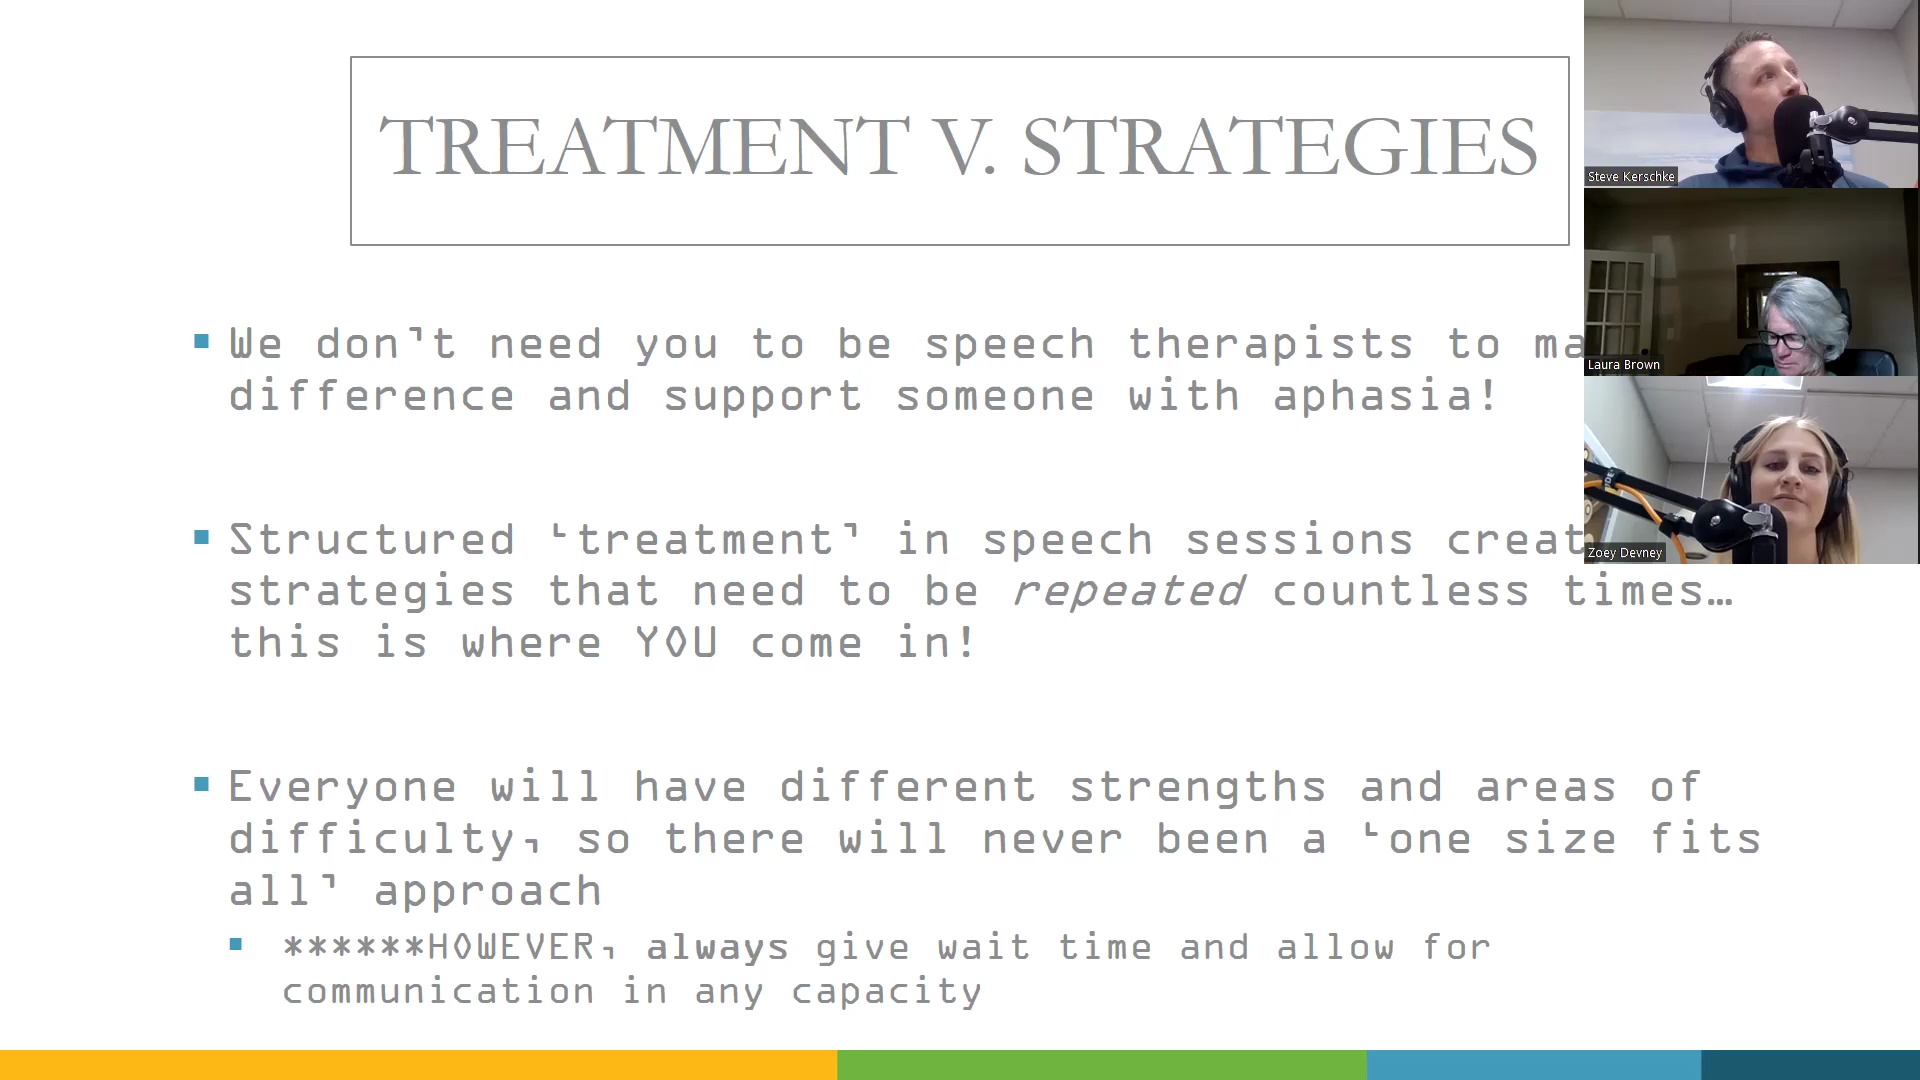 TREATMENT V. STRATEGIES
We don't need you to be speech therapists to
difference and support someone with aphasia!
Structured 'treatment' in speech sessions
strategies that need to be repeated countless times…
this is where YOU come in!
Everyone will have different strengths and areas of
difficulty, so there will never been a 'one size fits
all' approach
******HOWEVER, always give wait time and allow for
communication in any capacity
Steve Kerschke
Laura Brown
Zoey Devney